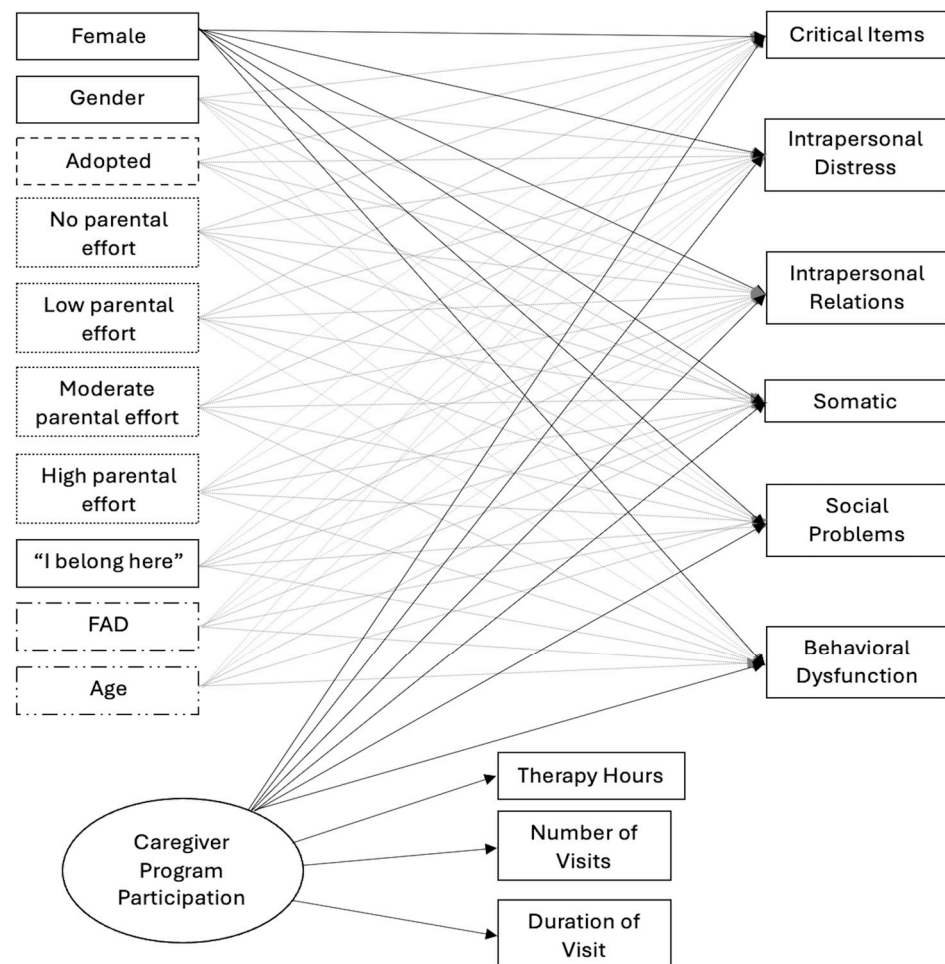 Female
Gender
Adopted
No parental
effort
Low parental
effort
Moderate
parental effort
High parental
effort
“I belong here”
FAD
Age
Caregiver
Program
Participation
Critical Items
Intrapersonal
Distress
Intrapersonal
Relations
Somatic
Social
Problems
Behavioral
Dysfunction
Therapy Hours
Number of
Visits
Duration of
Visit